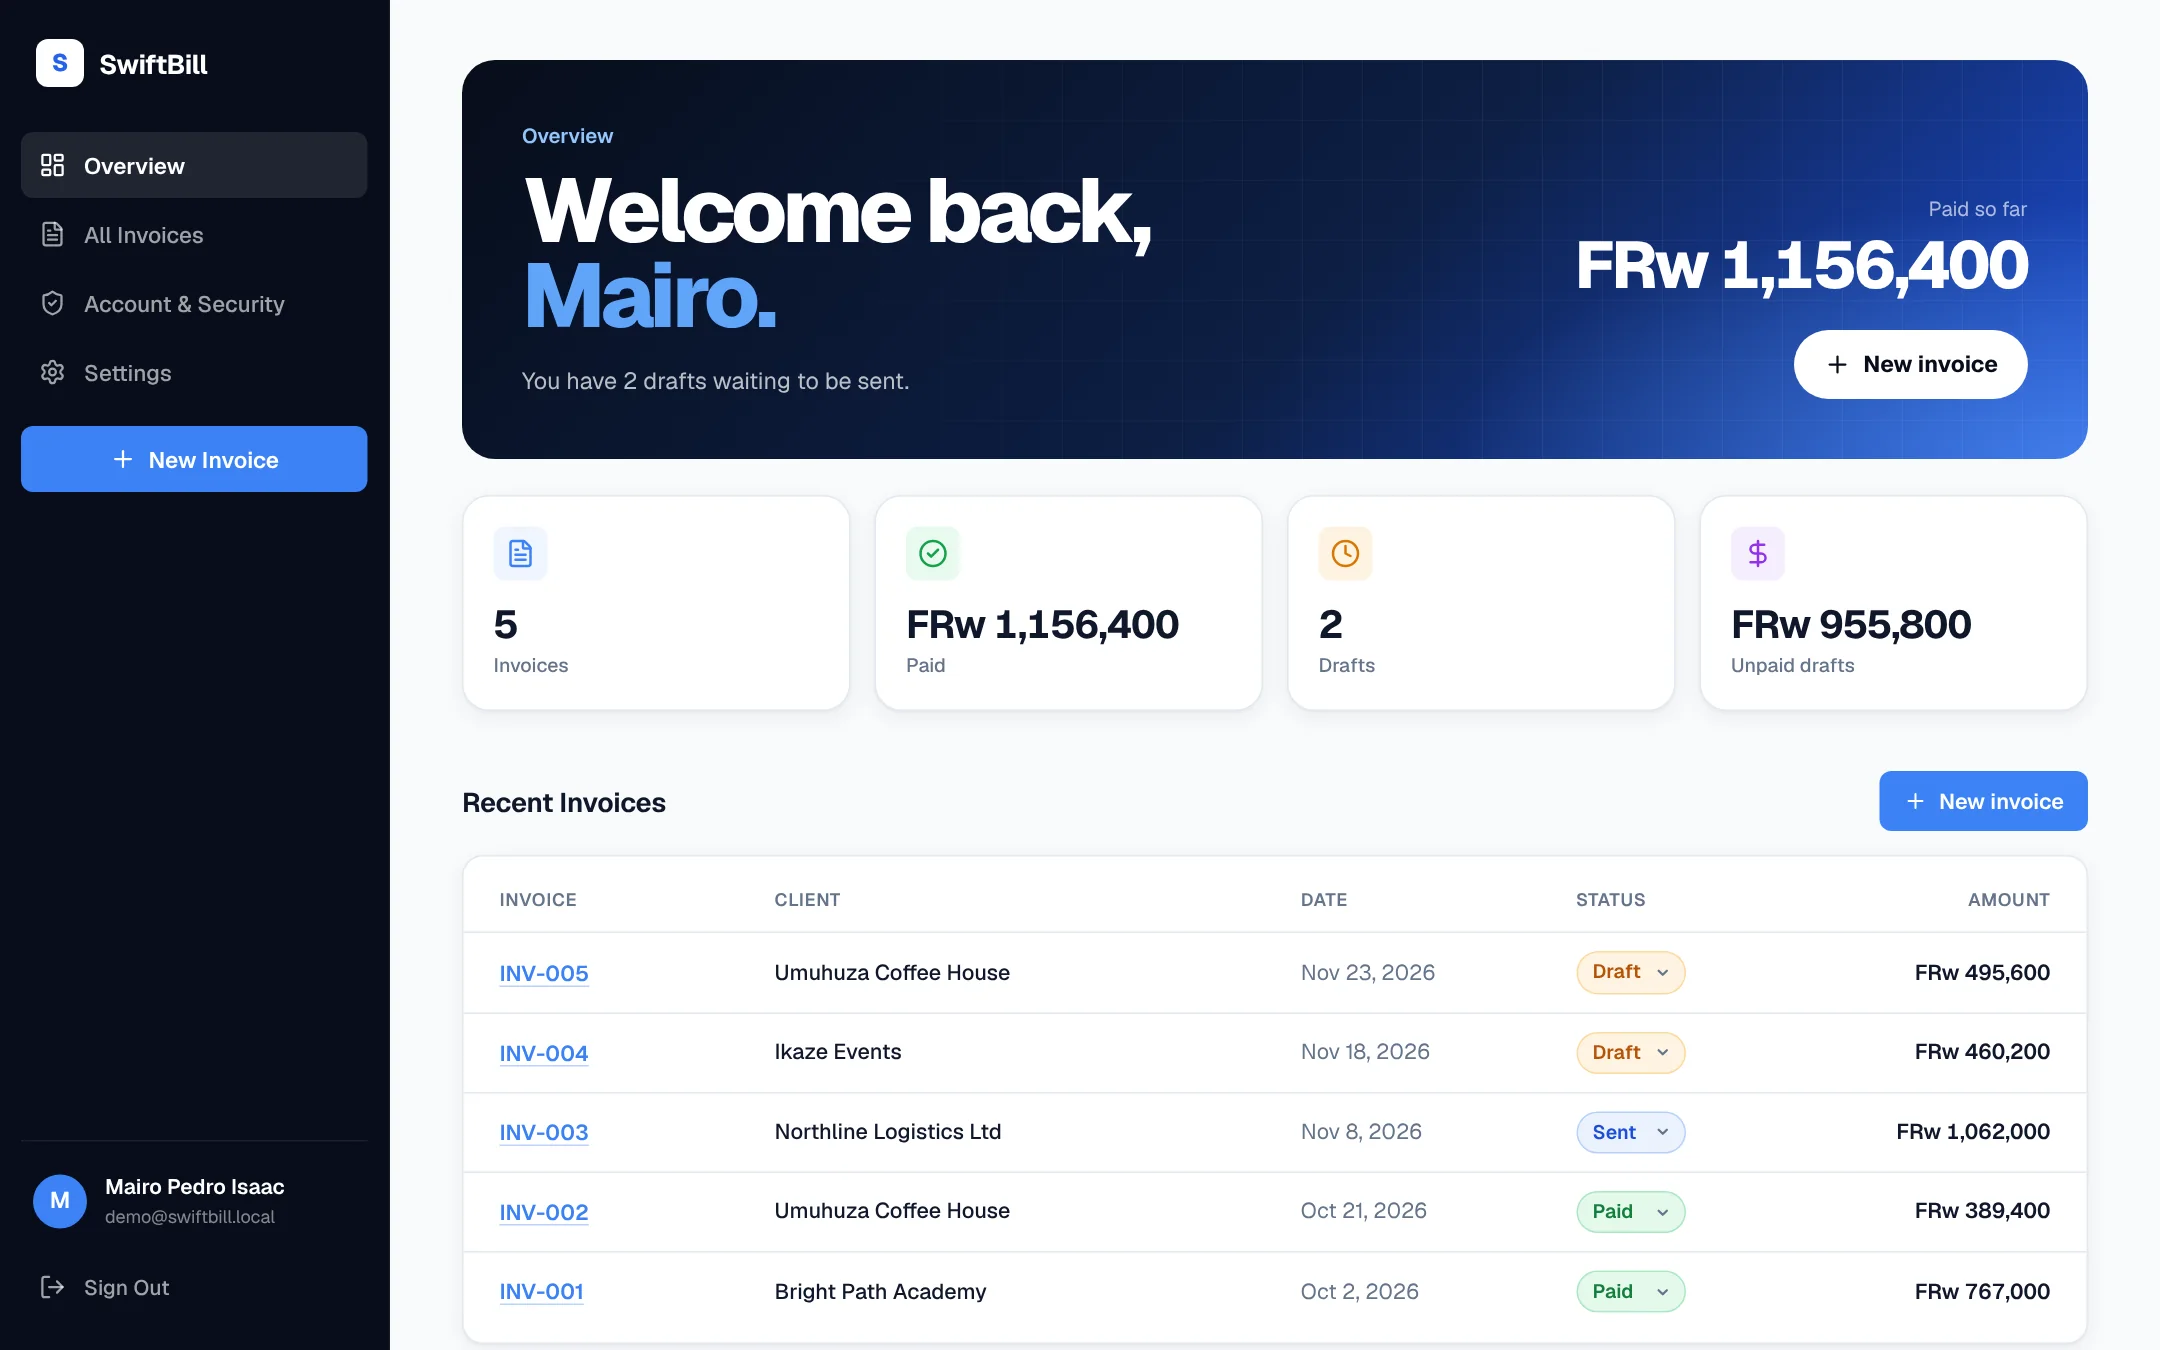 S SwiftBill
Overview
All Invoices
Account & Security
Settings
+ New Invoice
Mairo Pedro Isaac
M
demo@swiftbill.local
Sign Out
Overview
Welcome back,
Mairo.
You have 2 drafts waiting to be sent.
Paid so far
FRw 1,156,400
+ New invoice
5
Invoices
FRw 1,156,400
Paid
2
Drafts
$
FRw 955,800
Unpaid drafts
Recent Invoices
+ New invoice
INVOICE CLIENT DATE STATUS AMOUNT
INV-005 Umuhuza Coffee House Nov 23, 2026 Draft FRw 495,600
INV-004 Ikaze Events Nov 18, 2026 Draft FRw 460,200
INV-003 Northline Logistics Ltd Nov 8, 2026 Sent FRw 1,062,000
INV-002 Umuhuza Coffee House Oct 21, 2026 Paid FRw 389,400
INV-001 Bright Path Academy Oct 2, 2026 Paid FRw 767,000